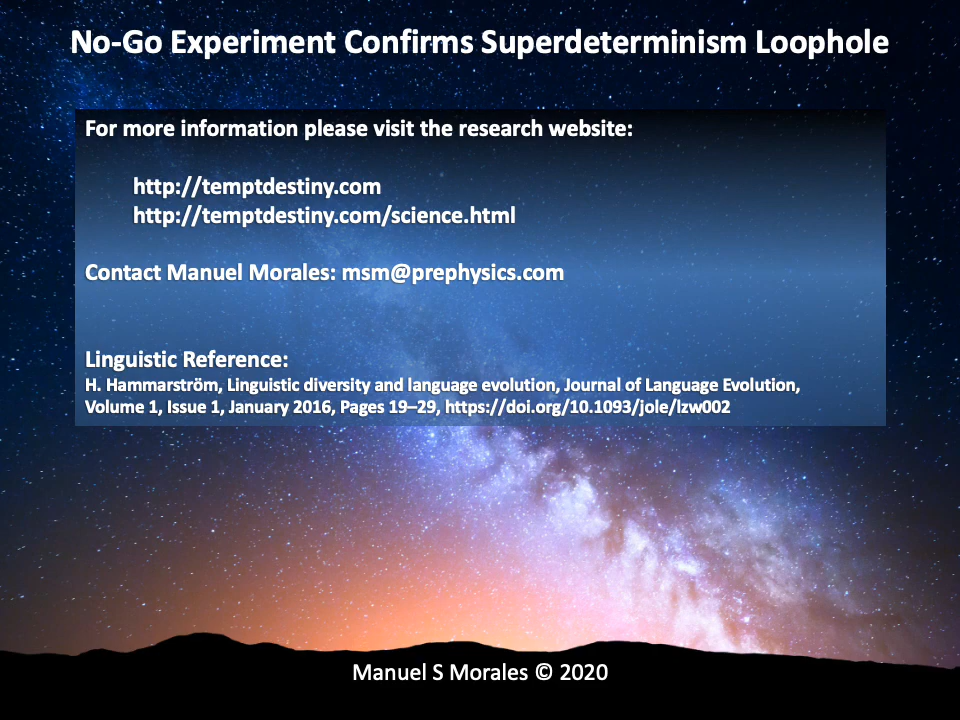 No-Go Experiment Confirms Superdeterminism Loophole
For more information please visit the research website:
http://temptdestiny.com
http://temptdestiny.com/science.html
Contact Manuel Morales: msm@prephysics.com
Linguistic Reference:
H. Hammarström, Linguistic diversity and language evolution, Journal of Language Evolution,
Volume 1, Issue 1, January 2016, Pages 19–29, https://doi.org/10.1093/jole/lzw002
Manuel S Morales © 2020